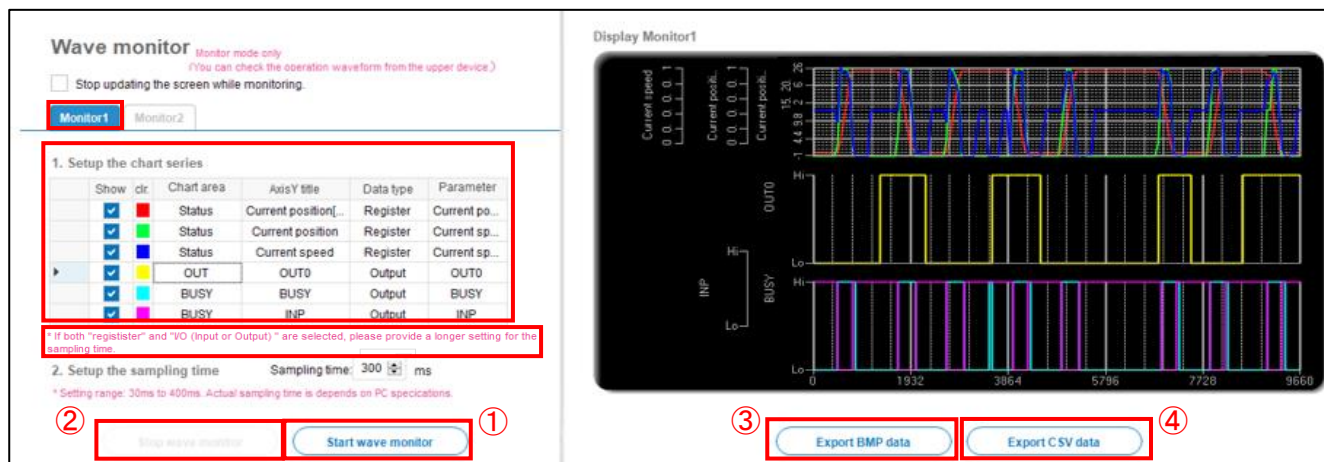 Wave monitor
Monitor mode only
(You can check the operation waveform from the upper device.)
Stop updating the screen while monitoring.
Monitor1 Monitor2
1. Setup the chart series
Show clr. Chart area AxisY title Data type Parameter
Status Current position[... Register Current po...
Status Current position Register Current sp...
Status Current speed Register Current sp...
OUT OUT0 Output OUT0
BUSY BUSY Output BUSY
BUSY INP Output INP
* If both "registister" and "I/O (Input or Output) " are selected, please provide a longer setting for the
sampling time.
2. Setup the sampling time Sampling time: 300 ms
* Setting range: 30ms to 400ms. Actual sampling time is depends on PC specications.
② ①
Stop wave monitor Start wave monitor
Display Monitor1
Current speed
Current positi..
Current positi..
26
OUT0
Hi
Lo
INP
Hi
Lo
BUSY
Hi
Lo
0 1932 3864 5796 7728 9660
③ ④
Export BMP data Export CSV data